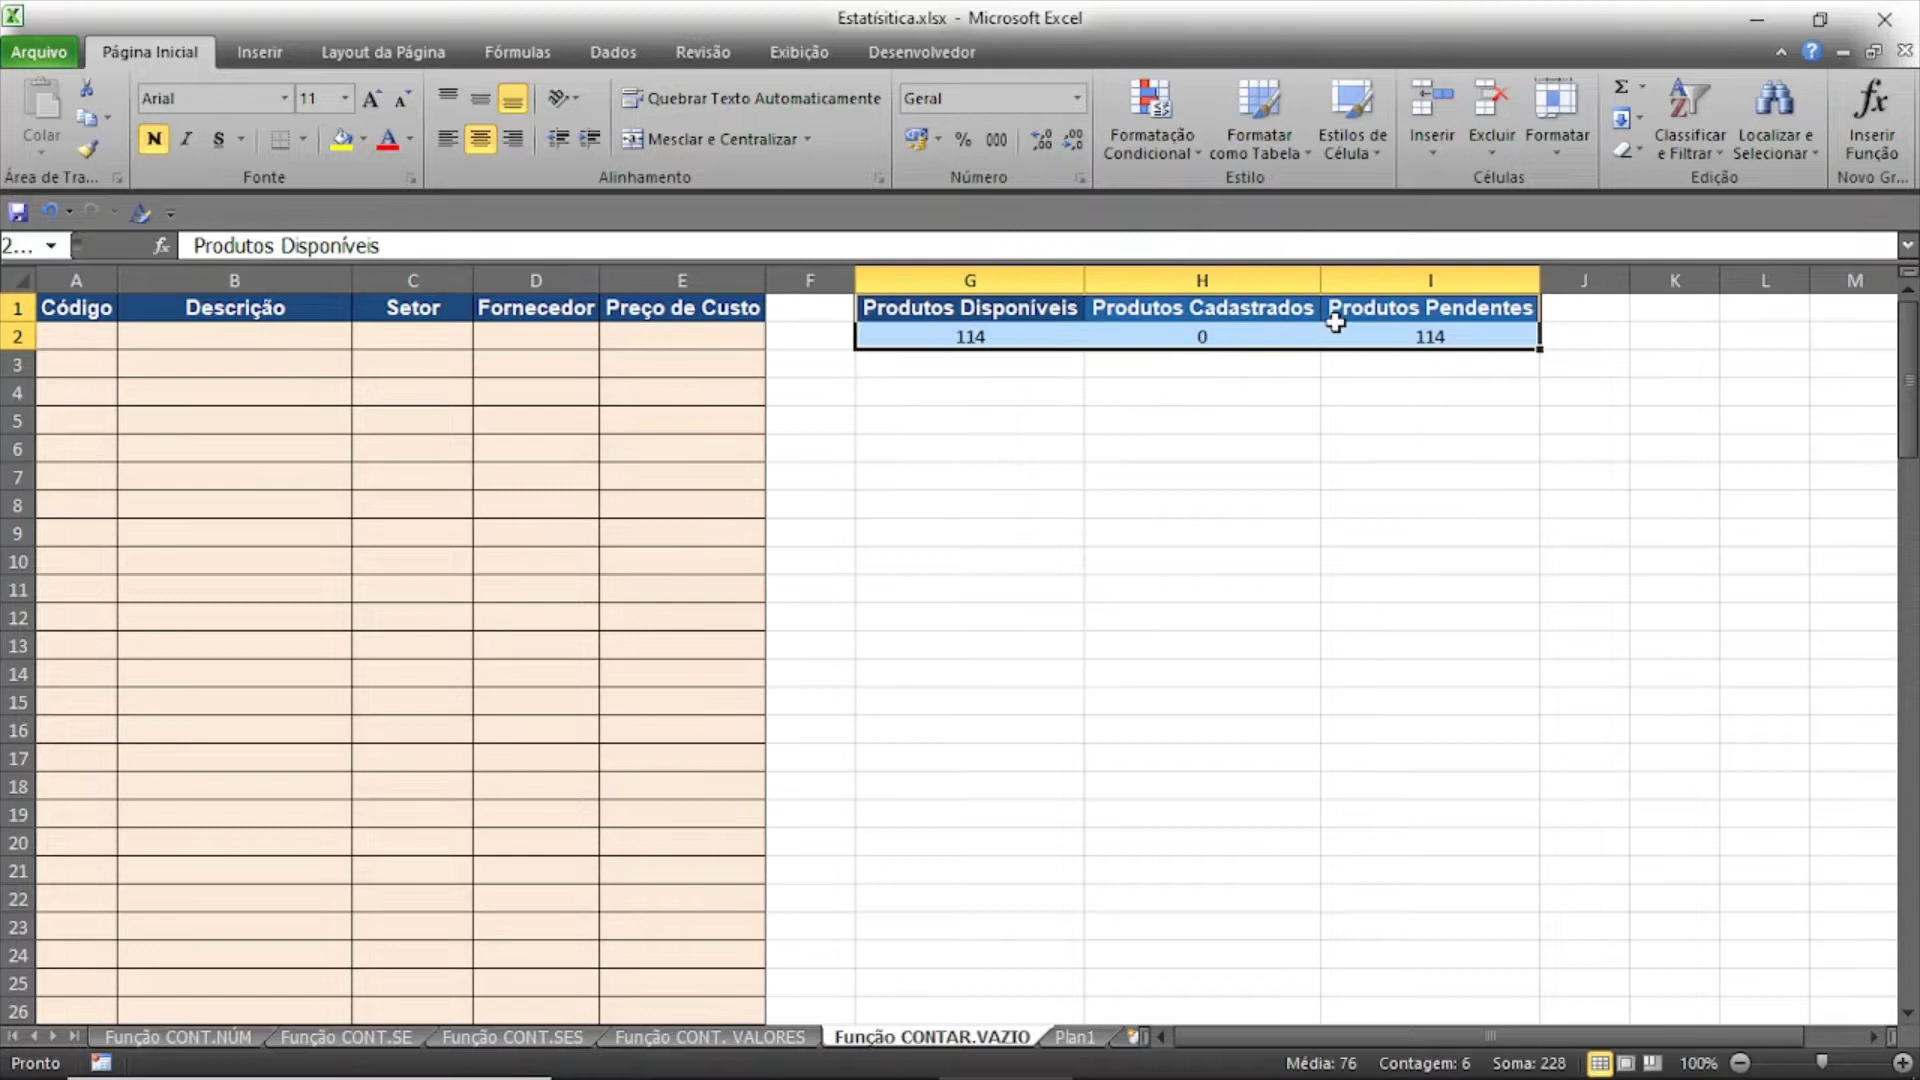 Estatísitica.xlsx - Microsoft Excel
Arquivo Página Inicial Inserir Layout da Página Fórmulas Dados Revisão Exibição Desenvolvedor
Colar
Área de Tra...
Arial 11
N I S
Fonte
Quebrar Texto Automaticamente
Mesclar e Centralizar
Alinhamento
Geral
% 000
Número
Formatação Condicional
Formatar como Tabela
Estilos de Célula
Estilo
Inserir Excluir Formatar
Células
Classificar e Filtrar
Localizar e Selecionar
Edição
Inserir Função
Novo Gr...
2... fx Produtos Disponíveis
A B C D E F G H I J K L M
1 Código Descrição Setor Fornecedor Preço de Custo Produtos Disponíveis Produtos Cadastrados Produtos Pendentes
2 114 0 114
3
4
5
6
7
8
9
10
11
12
13
14
15
16
17
18
19
20
21
22
23
24
25
26
Função CONT.NÚM Função CONT.SE Função CONT.SES Função CONT. VALORES Função CONTAR.VAZIO Plan1
Pronto Média: 76 Contagem: 6 Soma: 228 100%